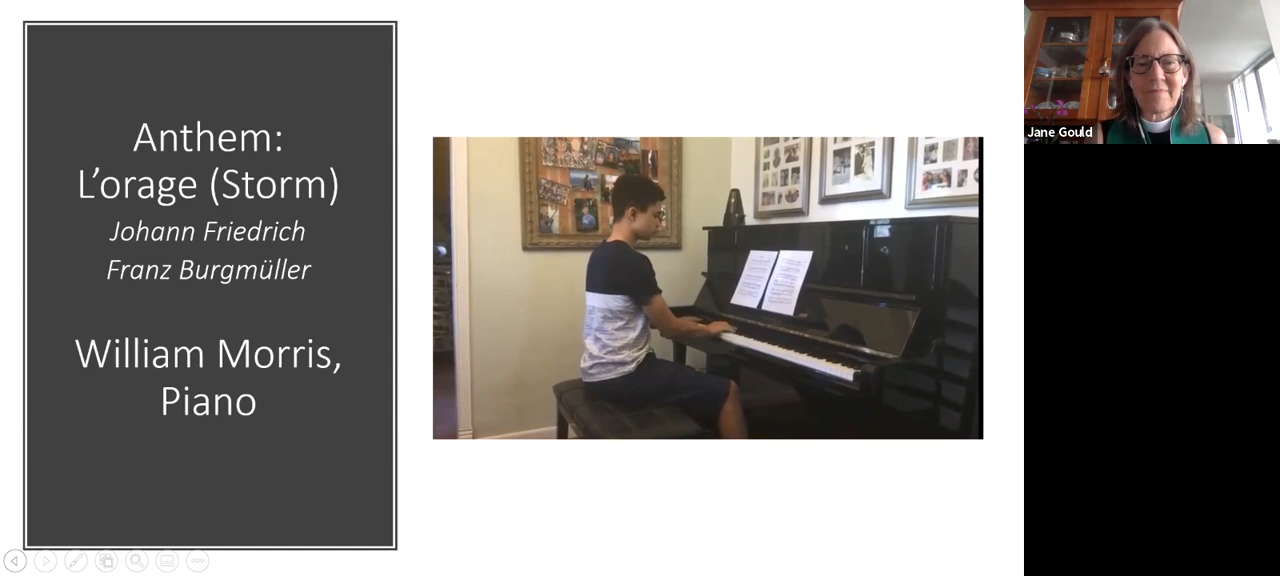 Anthem:
L'orage (Storm)
Johann Friedrich
Franz Burgmüller
William Morris,
Piano
Jane Gould